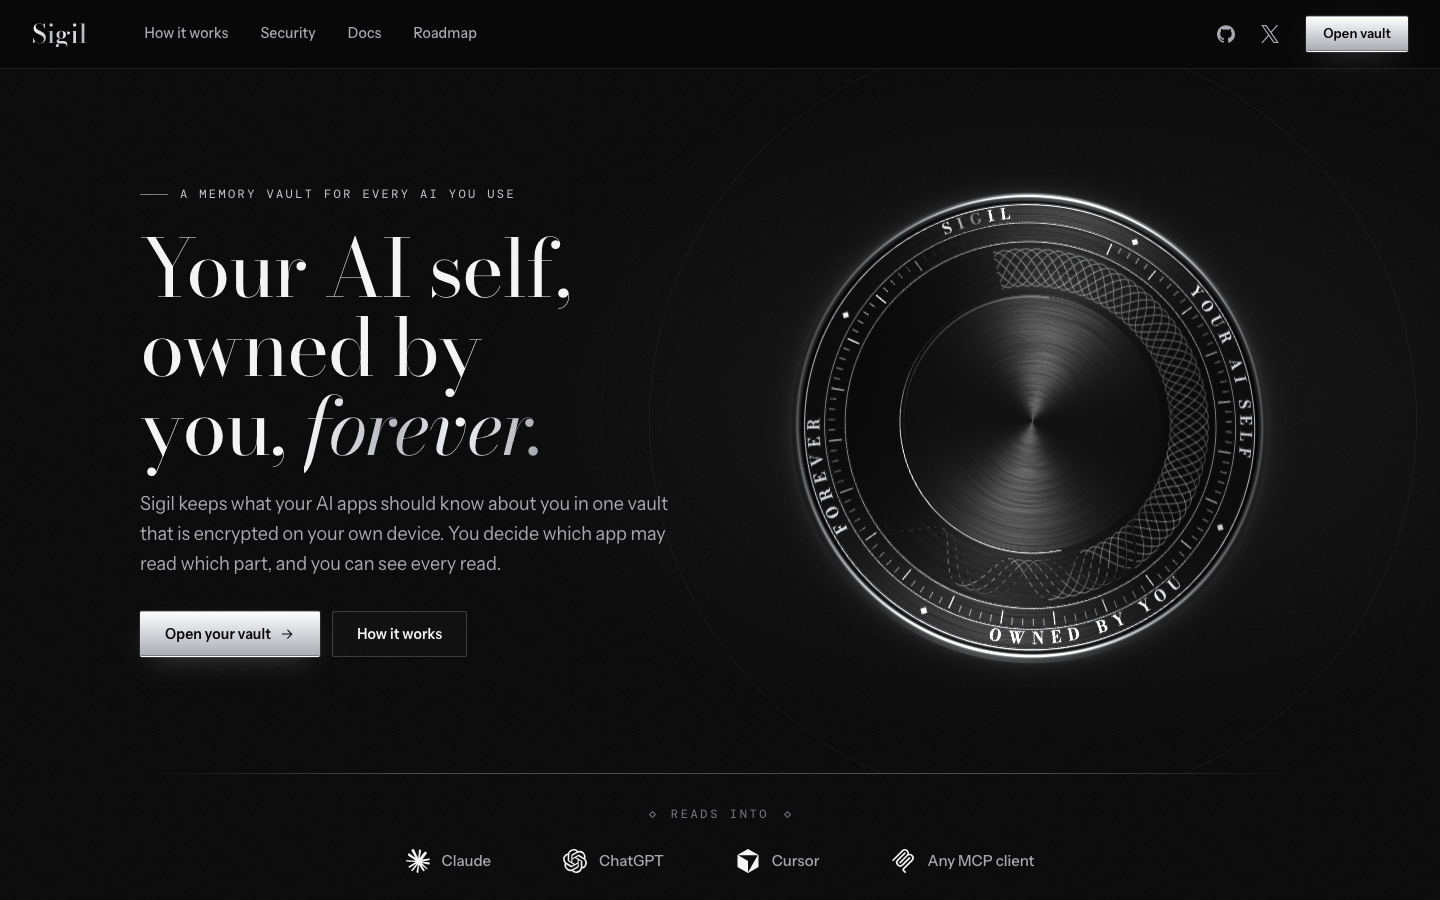 Sigil
How it works
Security
Docs
Roadmap
Open vault
A MEMORY VAULT FOR EVERY AI YOU USE
Your AI self,
owned by
you, forever.
Sigil keeps what your AI apps should know about you in one vault
that is encrypted on your own device. You decide which app may
read which part, and you can see every read.
Open your vault →
How it works
SIGIL
YOUR AI SELF
OWNED BY YOU
FOREVER
READS INTO
Claude
ChatGPT
Cursor
Any MCP client